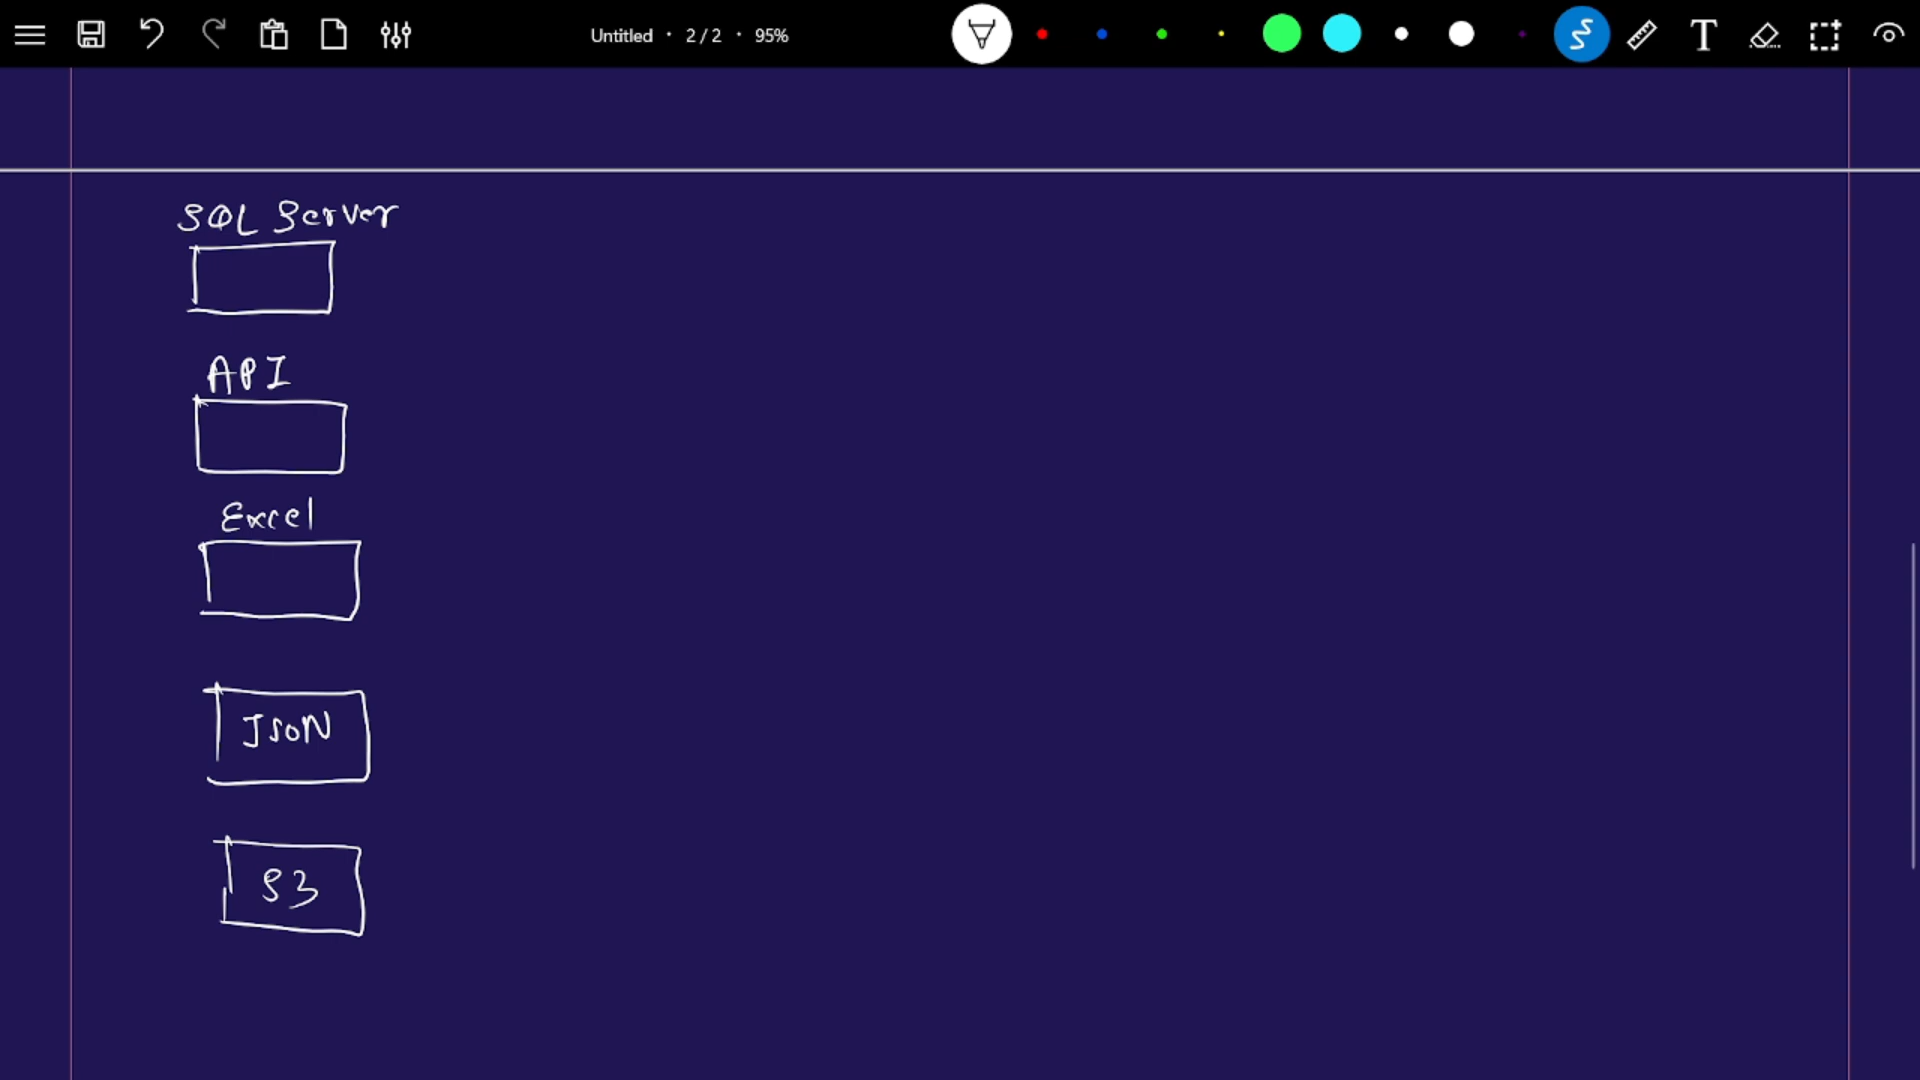 Untitled • 2 / 2 • 95%
T
SQL Server
API
Excel
JSON
S3